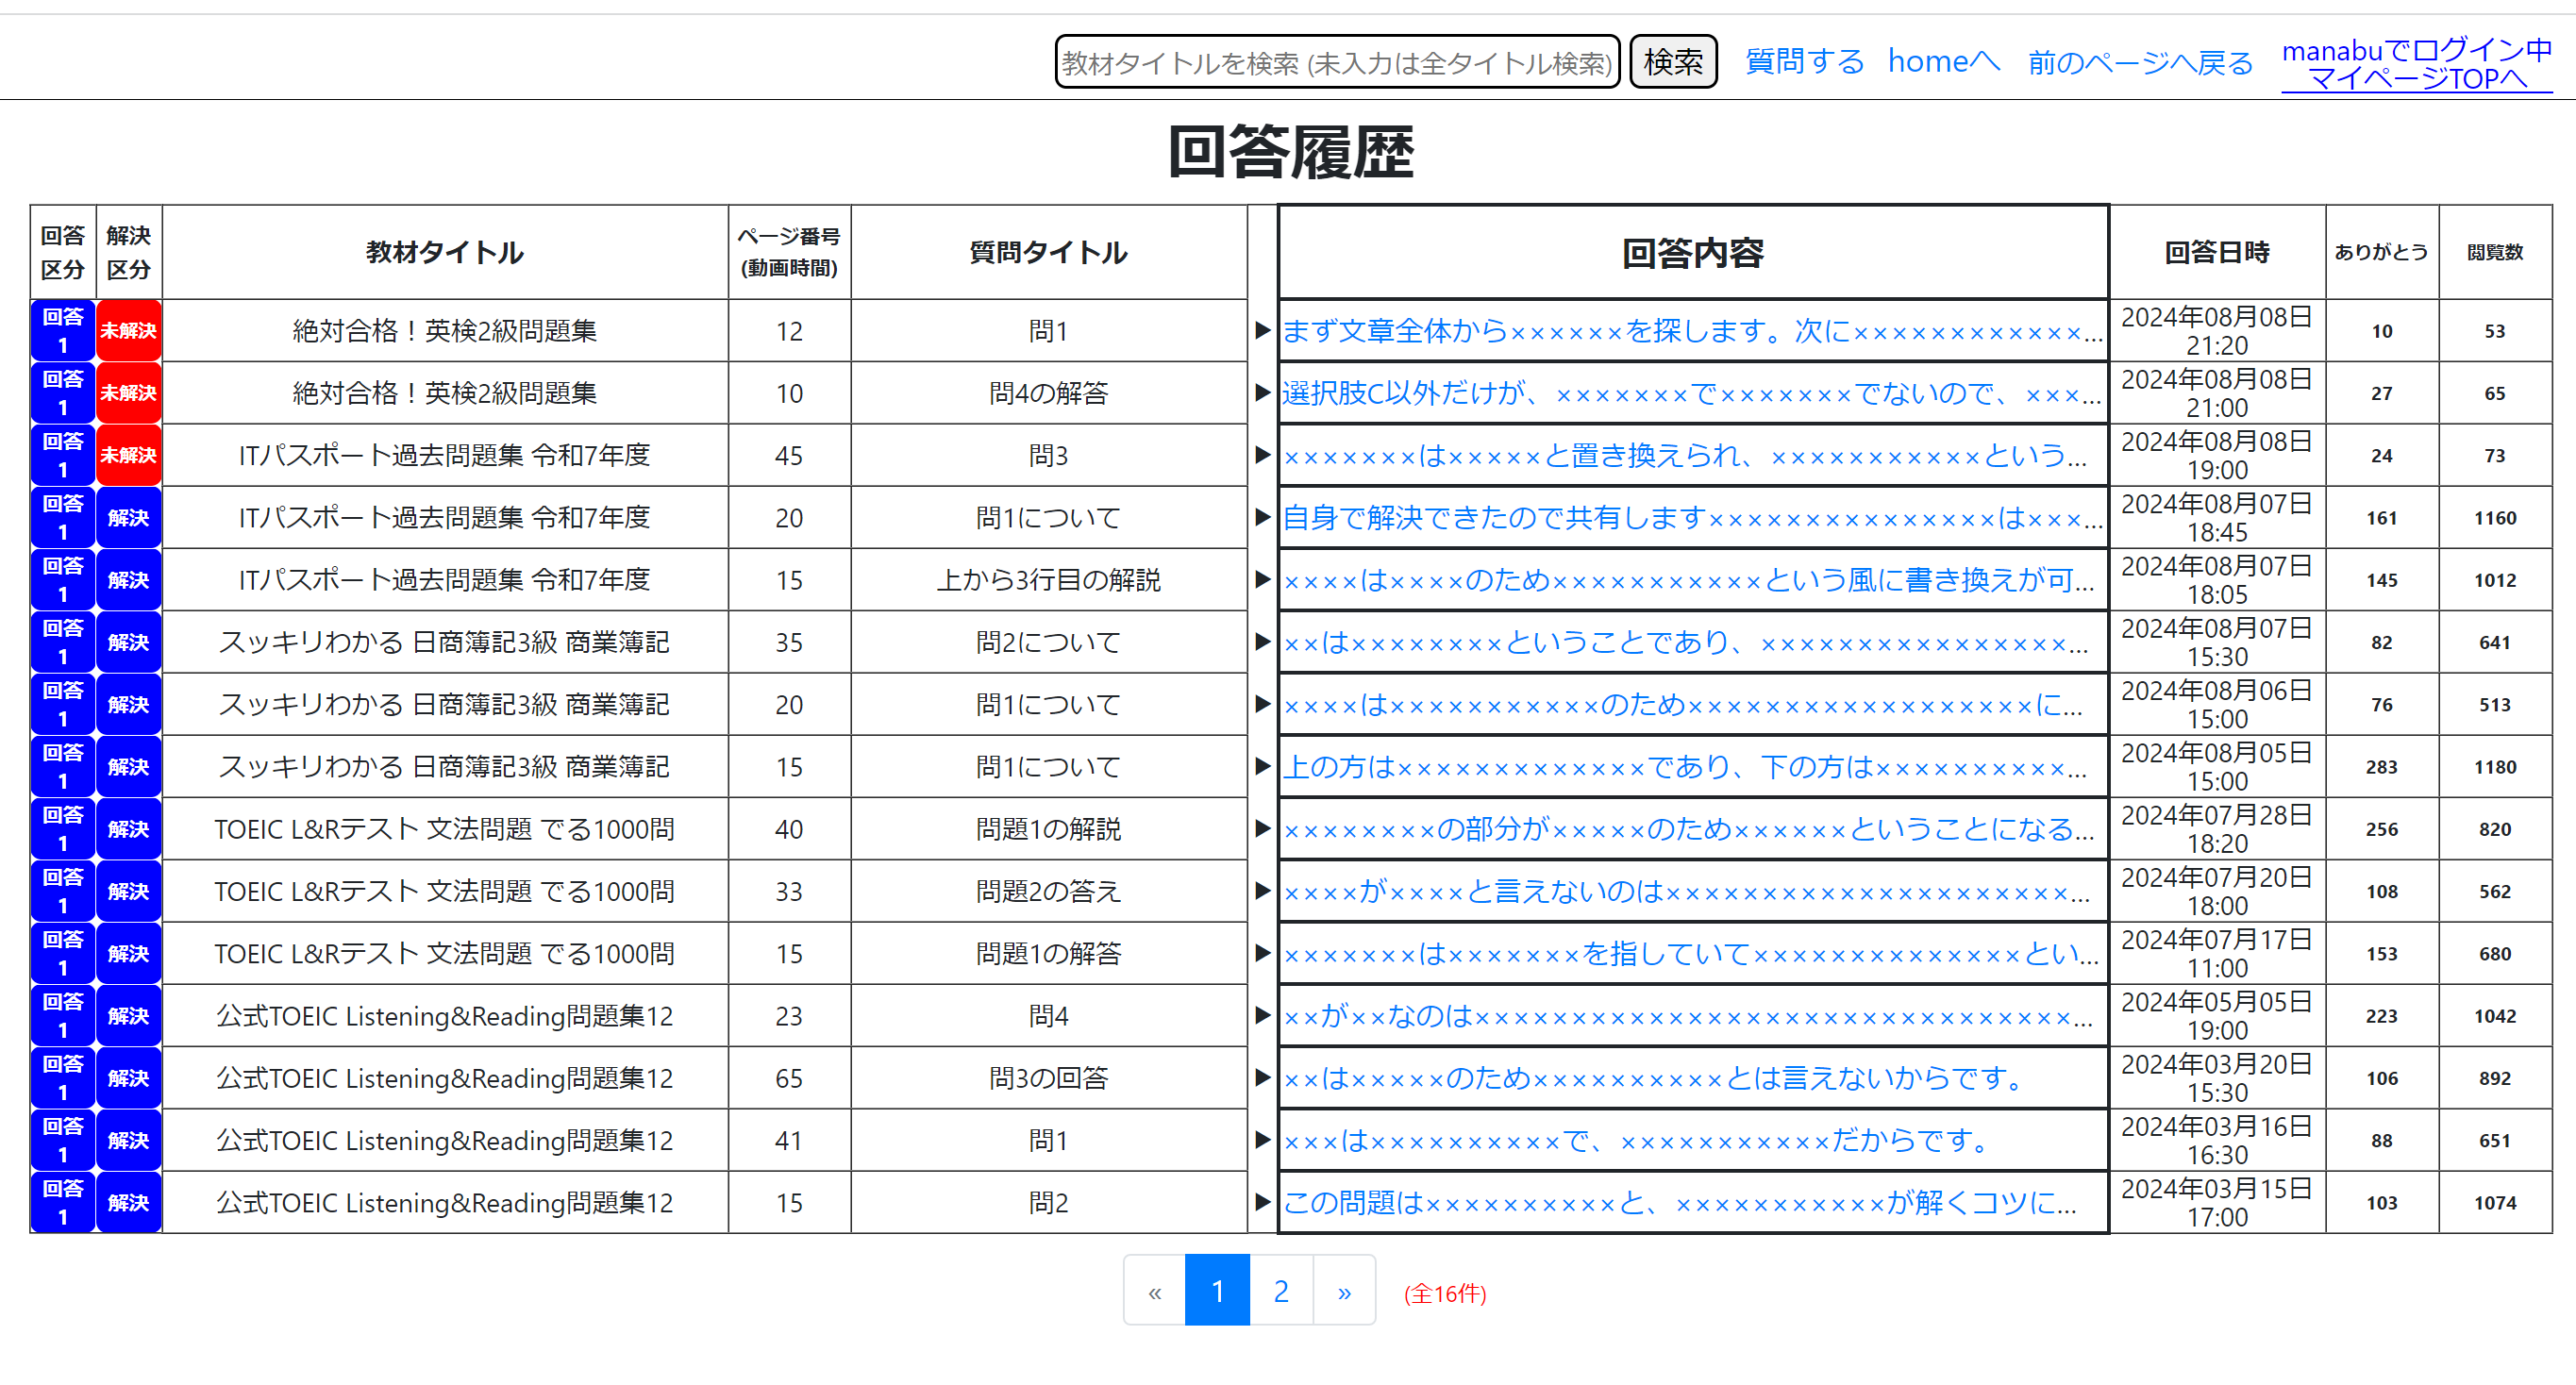 教材タイトルを検索 (未入力は全タイトル検索) 検索 質問する homeへ 前のページへ戻る manabuでログイン中
マイページTOPへ
回答履歴
回答
区分
解決
区分
教材タイトル
ページ番号
(動画時間)
質問タイトル
回答内容
回答日時
ありがとう
閲覧数
回答
1
未解決 絶対合格！英検2級問題集 12 問1 ▶ まず文章全体から××××××を探します。次に××××××××××××... 2024年08月08日
21:20
10 53
回答
1
未解決 絶対合格！英検2級問題集 10 問4の解答 ▶ 選択肢C以外だけが、×××××××で×××××××でないので、×××... 2024年08月08日
21:00
27 65
回答
1
未解決 ITパスポート過去問題集 令和7年度 45 問3 ▶ ×××××××は×××××と置き換えられ、×××××××××××という... 2024年08月08日
19:00
24 73
回答
1
解決 ITパスポート過去問題集 令和7年度 20 問1について ▶ 自身で解決できたので共有します×××××××××××××××は×××... 2024年08月07日
18:45
161 1160
回答
1
解決 ITパスポート過去問題集 令和7年度 15 上から3行目の解説 ▶ ××××は××××のため×××××××××××という風に書き換えが可... 2024年08月07日
18:05
145 1012
回答
1
解決 スッキリわかる 日商簿記3級 商業簿記 35 問2について ▶ ××は××××××××ということであり、××××××××××××××××... 2024年08月07日
15:30
82 641
回答
1
解決 スッキリわかる 日商簿記3級 商業簿記 20 問1について ▶ ××××は×××××××××××のため××××××××××××××××××に... 2024年08月06日
15:00
76 513
回答
1
解決 スッキリわかる 日商簿記3級 商業簿記 15 問1について ▶ 上の方は×××××××××××××であり、下の方は××××××××××... 2024年08月05日
15:00
283 1180
回答
1
解決 TOEIC L&Rテスト 文法問題 でる1000問 40 問題1の解説 ▶ ××××××××の部分が×××××のため××××××ということになる... 2024年07月28日
18:20
256 820
回答
1
解決 TOEIC L&Rテスト 文法問題 でる1000問 33 問題2の答え ▶ ××××が××××と言えないのは×××××××××××××××××××××... 2024年07月20日
18:00
108 562
回答
1
解決 TOEIC L&Rテスト 文法問題 でる1000問 15 問題1の解答 ▶ ×××××××は×××××××を指していて××××××××××××××とい... 2024年07月17日
11:00
153 680
回答
1
解決 公式TOEIC Listening&Reading問題集12 23 問4 ▶ ××が××なのは×××××××××××××××××××××××××××××××... 2024年05月05日
19:00
223 1042
回答
1
解決 公式TOEIC Listening&Reading問題集12 65 問3の回答 ▶ ××は×××××のため××××××××××とは言えないからです。 2024年03月20日
15:30
106 892
回答
1
解決 公式TOEIC Listening&Reading問題集12 41 問1 ▶ ×××は××××××××××で、×××××××××××だからです。 2024年03月16日
16:30
88 651
回答
1
解決 公式TOEIC Listening&Reading問題集12 15 問2 ▶ この問題は××××××××××と、×××××××××××が解くコツに... 2024年03月15日
17:00
103 1074
« 1 2 » (全16件)